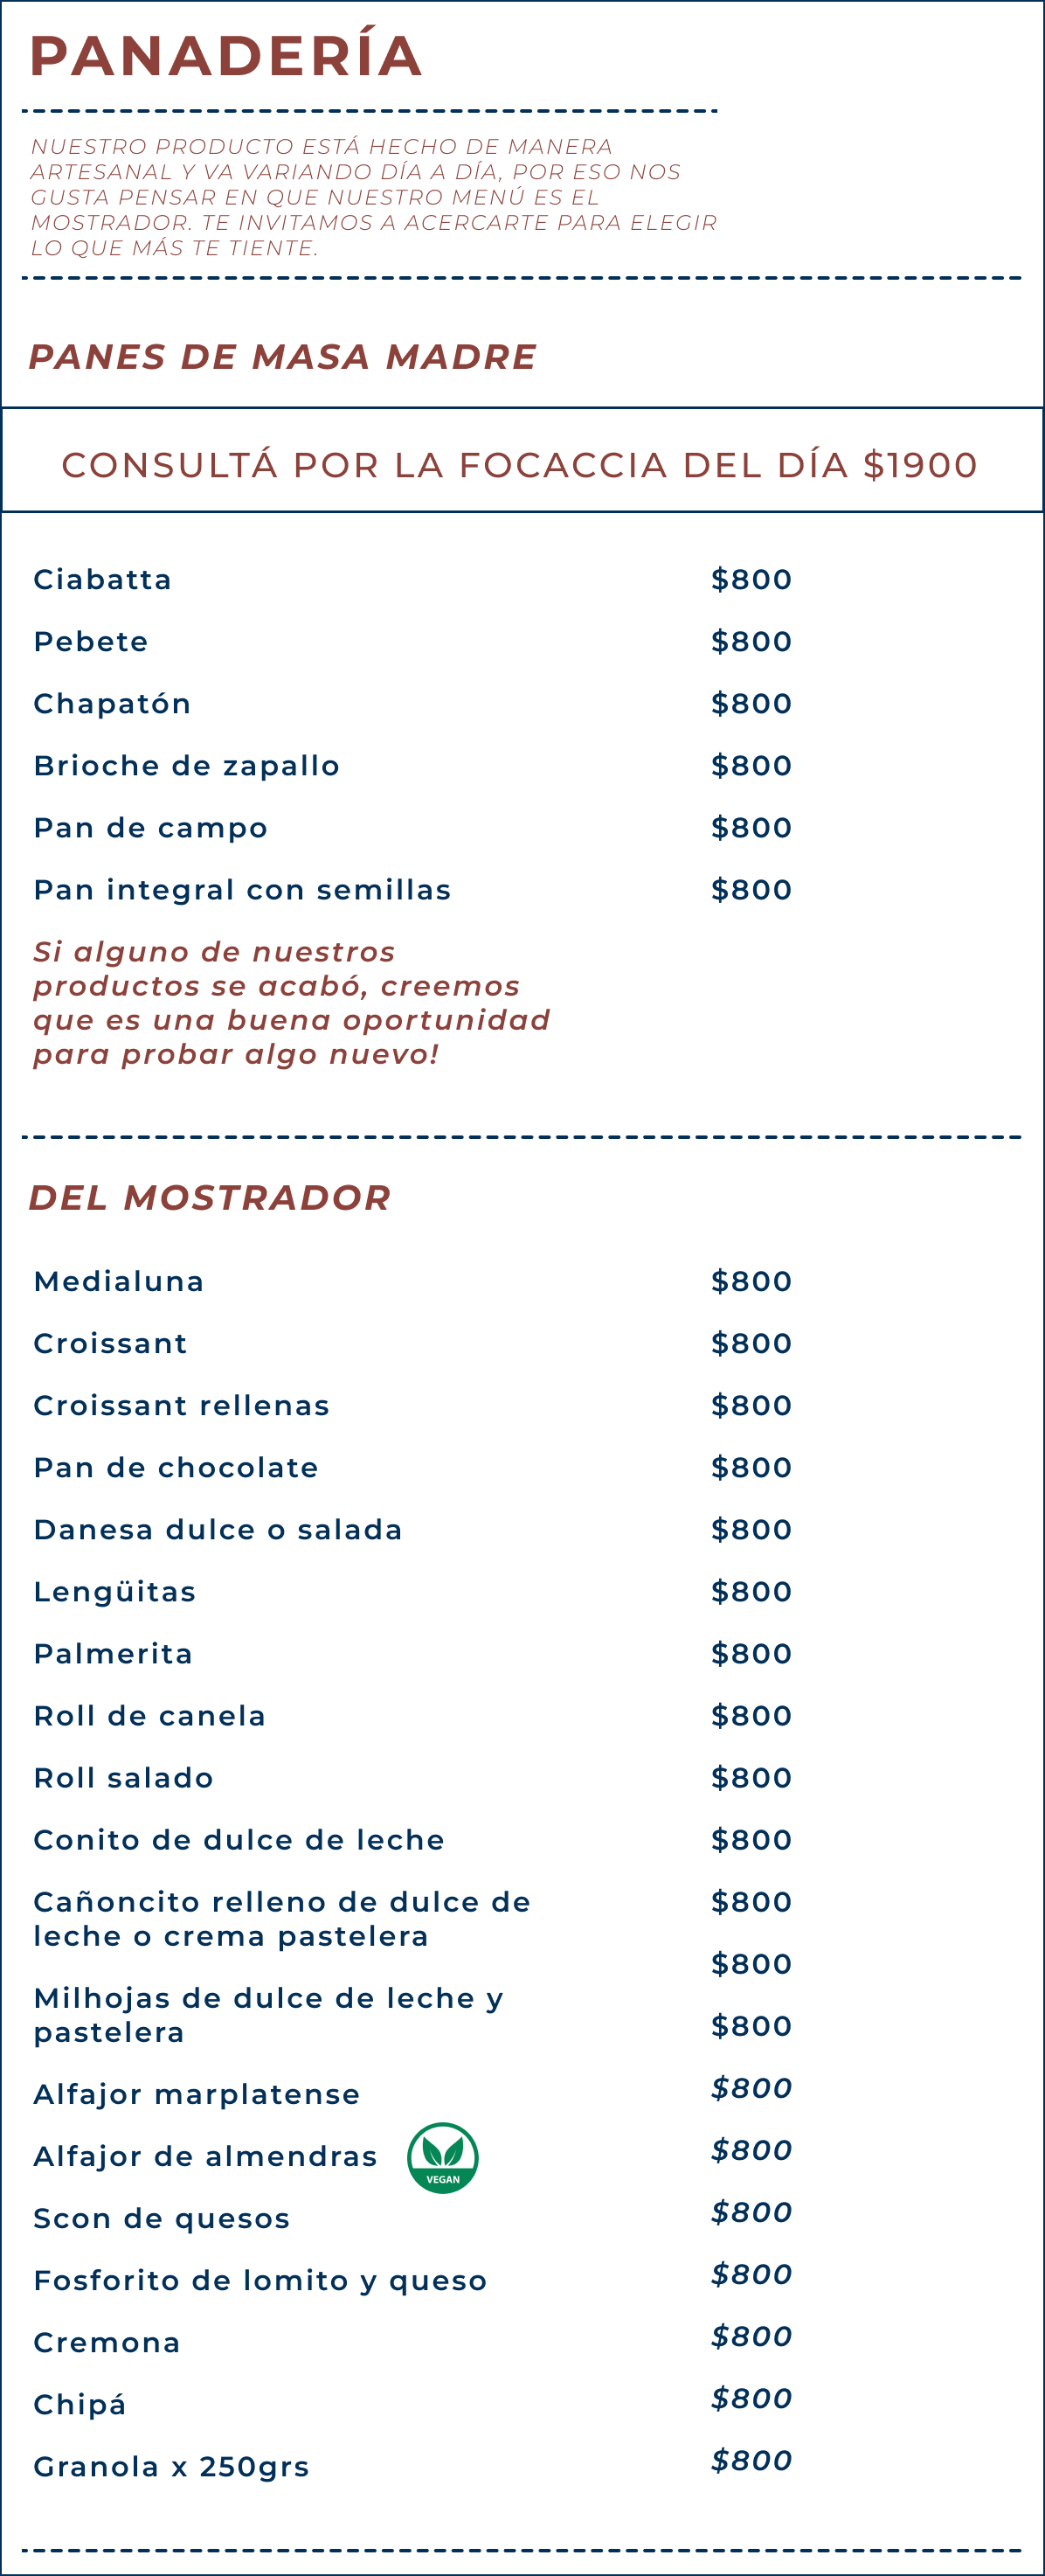 PANADERÍA
NUESTRO PRODUCTO ESTÁ HECHO DE MANERA
ARTESANAL Y VA VARIANDO DÍA A DÍA, POR ESO NOS
GUSTA PENSAR EN QUE NUESTRO MENÚ ES EL
MOSTRADOR. TE INVITAMOS A ACERCARTE PARA ELEGIR
LO QUE MÁS TE TIENTE.
PANES DE MASA MADRE
CONSULTÁ POR LA FOCACCIA DEL DÍA $1900
Ciabatta $800
Pebete $800
Chapatón $800
Brioche de zapallo $800
Pan de campo $800
Pan integral con semillas $800
Si alguno de nuestros
productos se acabó, creemos
que es una buena oportunidad
para probar algo nuevo!
DEL MOSTRADOR
Medialuna $800
Croissant $800
Croissant rellenas $800
Pan de chocolate $800
Danesa dulce o salada $800
Lengüitas $800
Palmerita $800
Roll de canela $800
Roll salado $800
Conito de dulce de leche $800
Cañoncito relleno de dulce de $800
leche o crema pastelera
$800
Milhojas de dulce de leche y
pastelera $800
Alfajor marplatense $800
Alfajor de almendras VEGAN $800
Scon de quesos $800
Fosforito de lomito y queso $800
Cremona $800
Chipá $800
Granola x 250grs $800